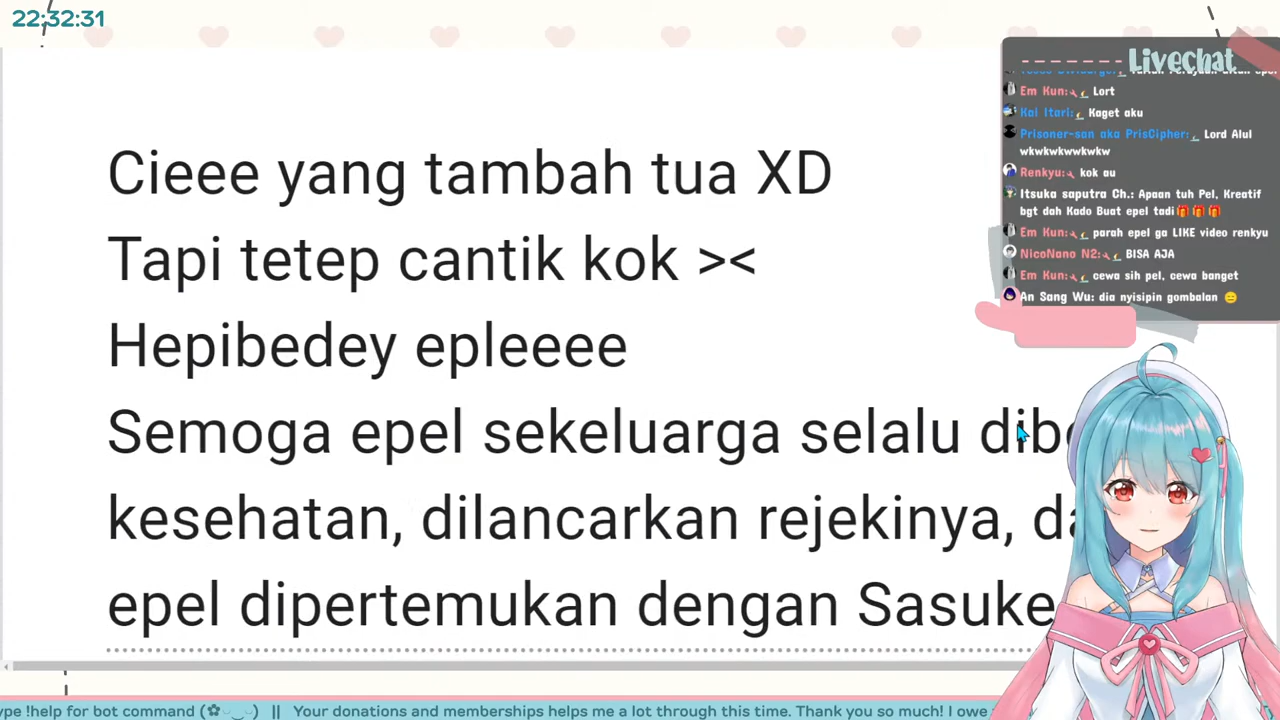 22:32:31
Livechat
Em Kun: Lort
Kai Itari: Kaget aku
Prisoner-san aka PrisCipher: Lord Alul
wkwkwkwwkwkw
Renkyu: kok au
Itsuka saputra Ch.: Apaan tuh Pel, Kreatif
bgt dah Kado Buat epel tadi🎁🎁🎁
Em Kun: parah epel ga LIKE video renkyu
NicoNano N2: BISA AJA
Em Kun: cewa sih pel, cewa banget
An Sang Wu: dia nyisipin gombalan 😑
Cieee yang tambah tua XD
Tapi tetep cantik kok ><
Hepibedey epleeee
Semoga epel sekeluarga selalu dibe
kesehatan, dilancarkan rejekinya, da
epel dipertemukan dengan Sasuke
ype !help for bot command (✿◡‿◡) || Your donations and memberships helps me a lot through this time. Thank you so much! I owe